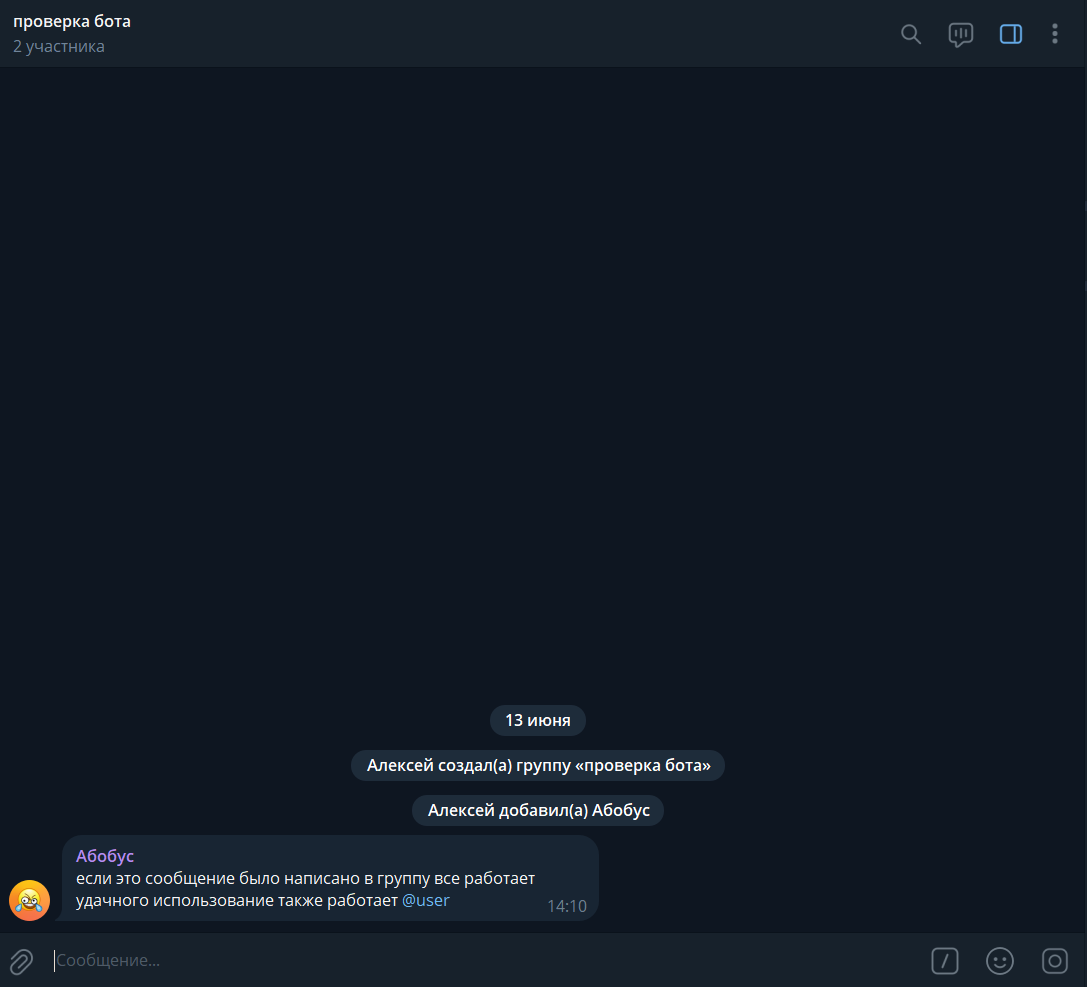 проверка бота
2 участника
13 июня
Алексей создал(а) группу «проверка бота»
Алексей добавил(а) Абобус
Абобус
если это сообщение было написано в группу все работает
удачного использование также работает @user
14:10
Сообщение...